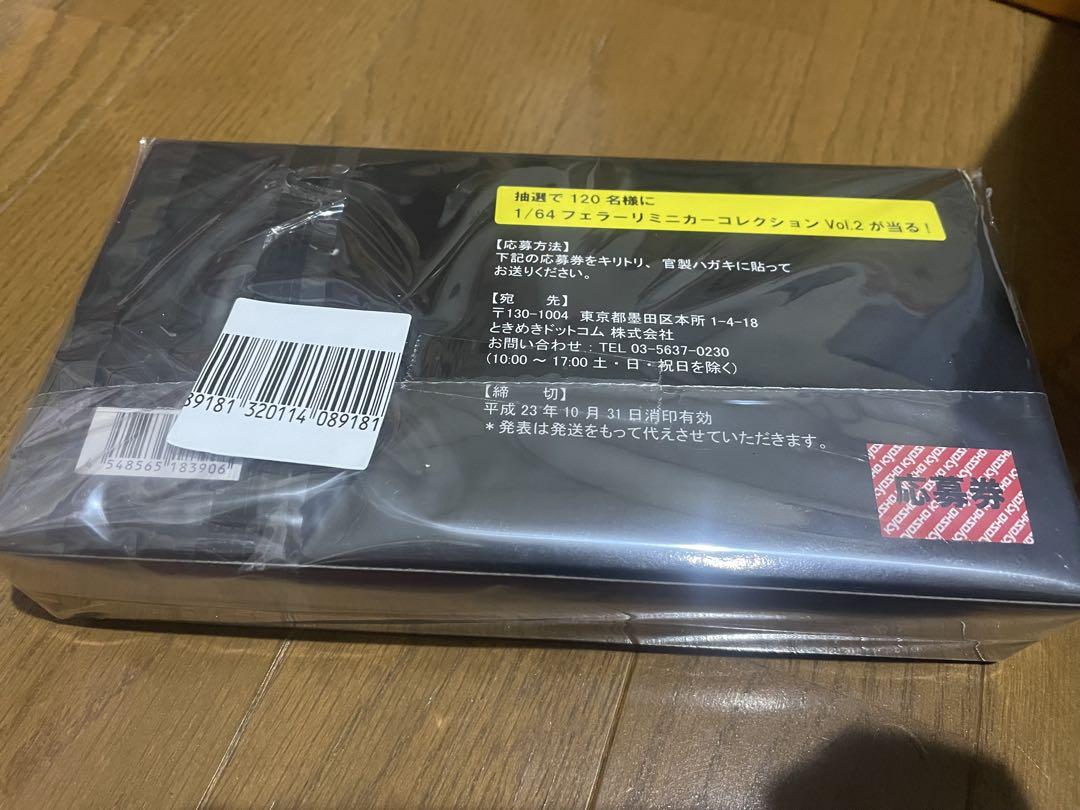 抽選で 120 名様に
1/64 フェラーリミニカーコレクション Vol.2 が当る！
【応募方法】
下記の応募券をキリトリ、官製ハガキに貼って
お送りください。
【宛　先】
〒130-1004 東京都墨田区本所 1-4-18
ときめきドットコム 株式会社
お問い合わせ：TEL 03-5637-0230
(10:00 ～ 17:00 土・日・祝日を除く)
【締　切】
平成 23 年 10 月 31 日消印有効
＊発表は発送をもって代えさせていただきます。
89181 320114 089181
548565 183906
応募券
KYOSHO KYOSHO KYOSHO